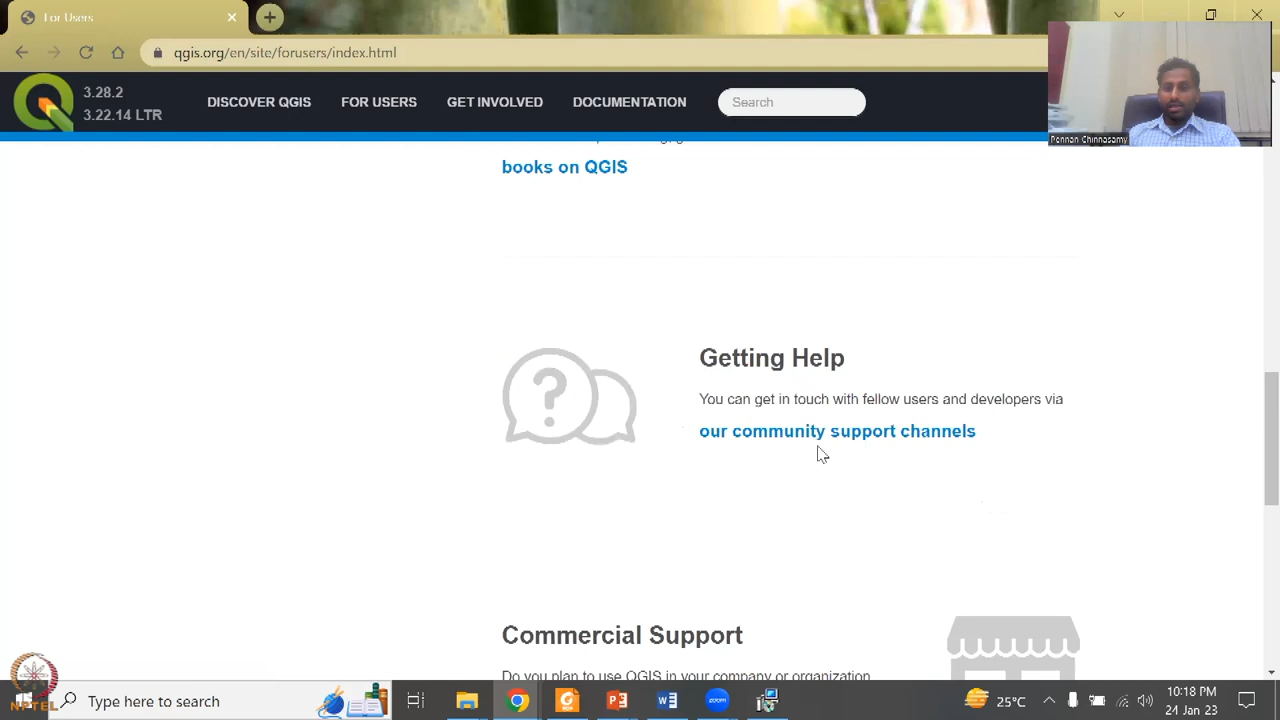 For Users
qgis.org/en/site/forusers/index.html
3.28.2
3.22.14 LTR
DISCOVER QGIS
FOR USERS
GET INVOLVED
DOCUMENTATION
Search
Pennan Chinnasamy
books on QGIS
Getting Help
You can get in touch with fellow users and developers via
our community support channels
Commercial Support
Do you plan to use QGIS in your company or organization
NPTEL
Type here to search
zoom
25°C
10:18 PM
24 Jan 23